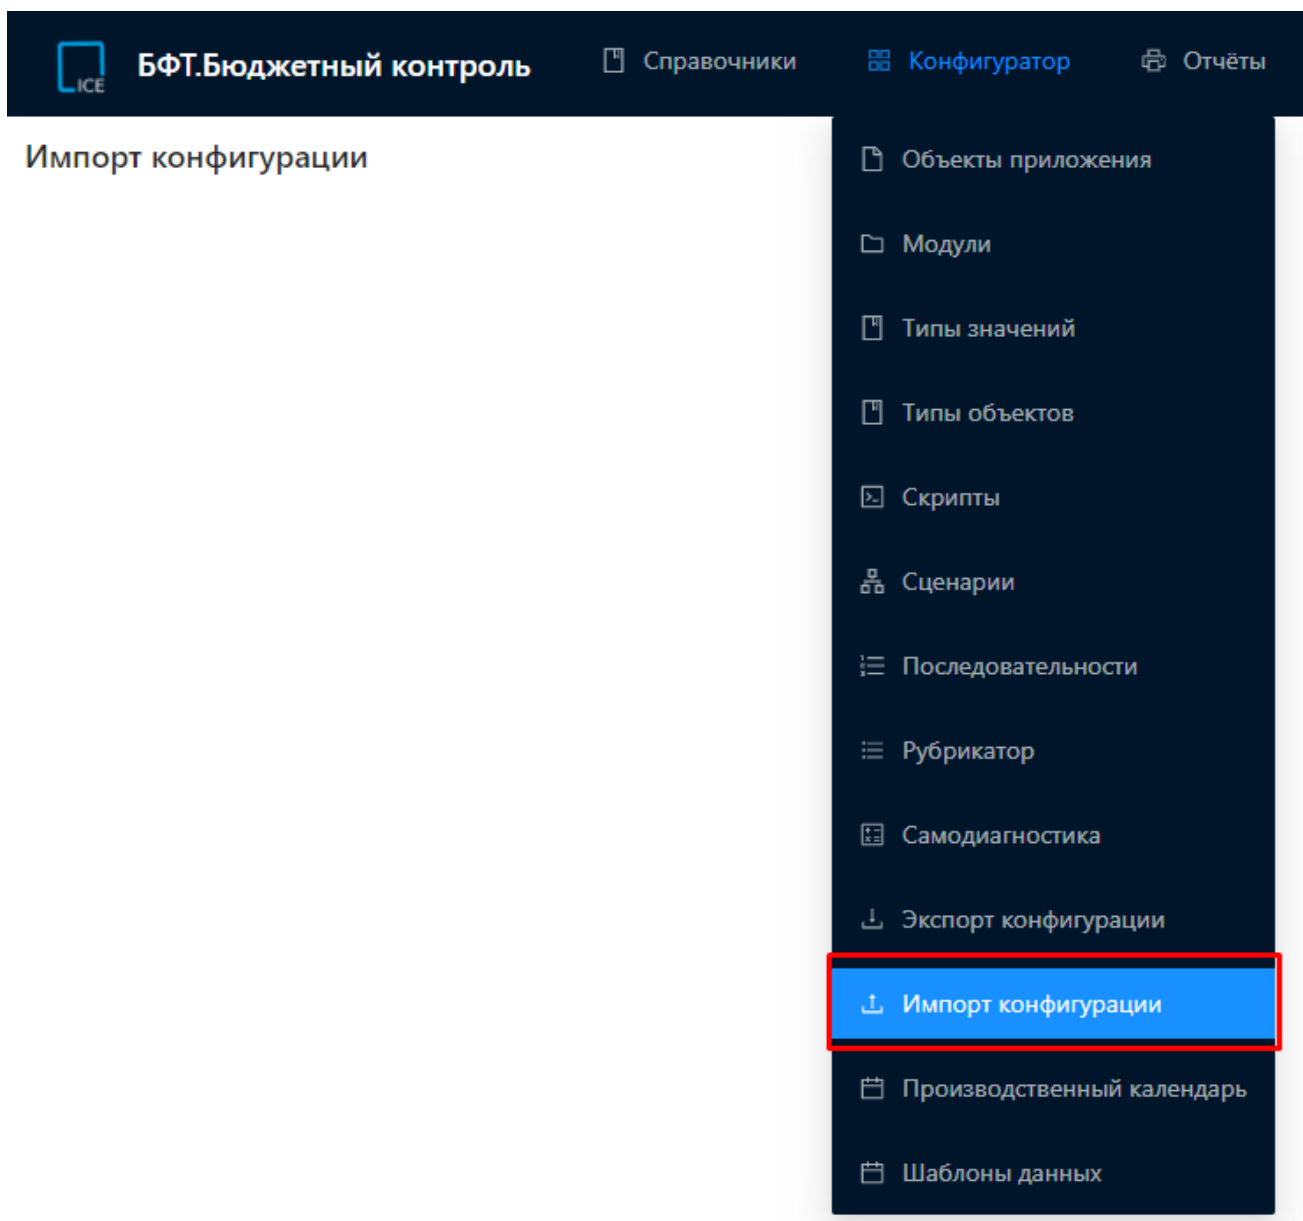 ICE
БФТ.Бюджетный контроль
Справочники
Конфигуратор
Отчёты
Импорт конфигурации
Объекты приложения
Модули
Типы значений
Типы объектов
Скрипты
Сценарии
Последовательности
Рубрикатор
Самодиагностика
Экспорт конфигурации
Импорт конфигурации
Производственный календарь
Шаблоны данных